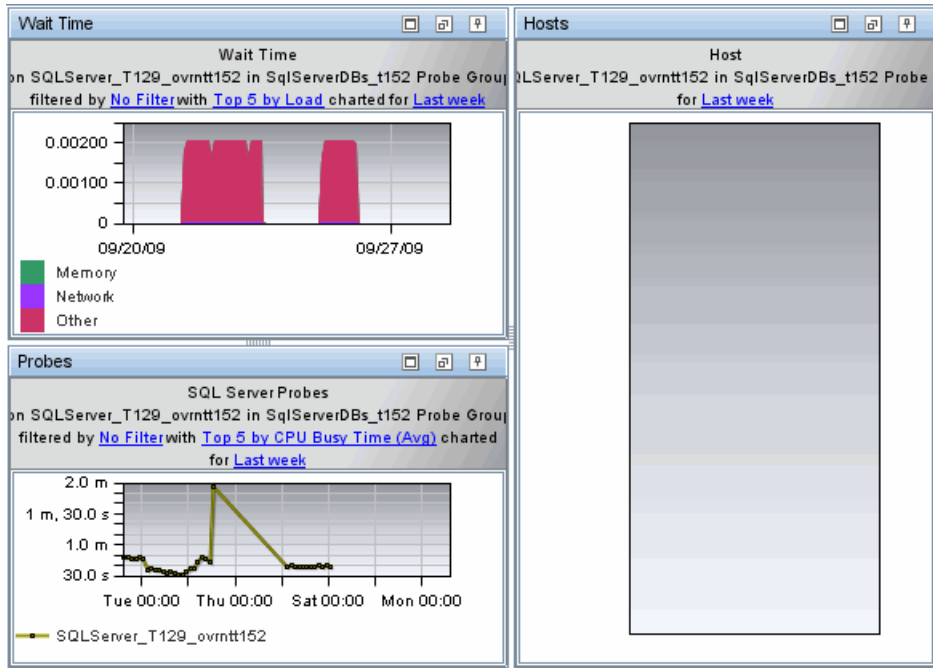 Wait Time
Wait Time
on SQLServer_T129_ovrntt152 in SqlServerDBs_t152 Probe Grou
filtered by No Filter with Top 5 by Load charted for Last week
0.00200
0.00100
0
09/20/09 09/27/09
Memory
Network
Other
Probes
SQL Server Probes
on SQLServer_T129_ovrntt152 in SqlServerDBs_t152 Probe Grou
filtered by No Filter with Top 5 by CPU Busy Time (Avg) charted
for Last week
2.0 m
1 m, 30.0 s
1.0 m
30.0 s
Tue 00:00 Thu 00:00 Sat 00:00 Mon 00:00
SQLServer_T129_ovrntt152
Hosts
Host
QLServer_T129_ovrntt152 in SqlServerDBs_t152 Probe
for Last week